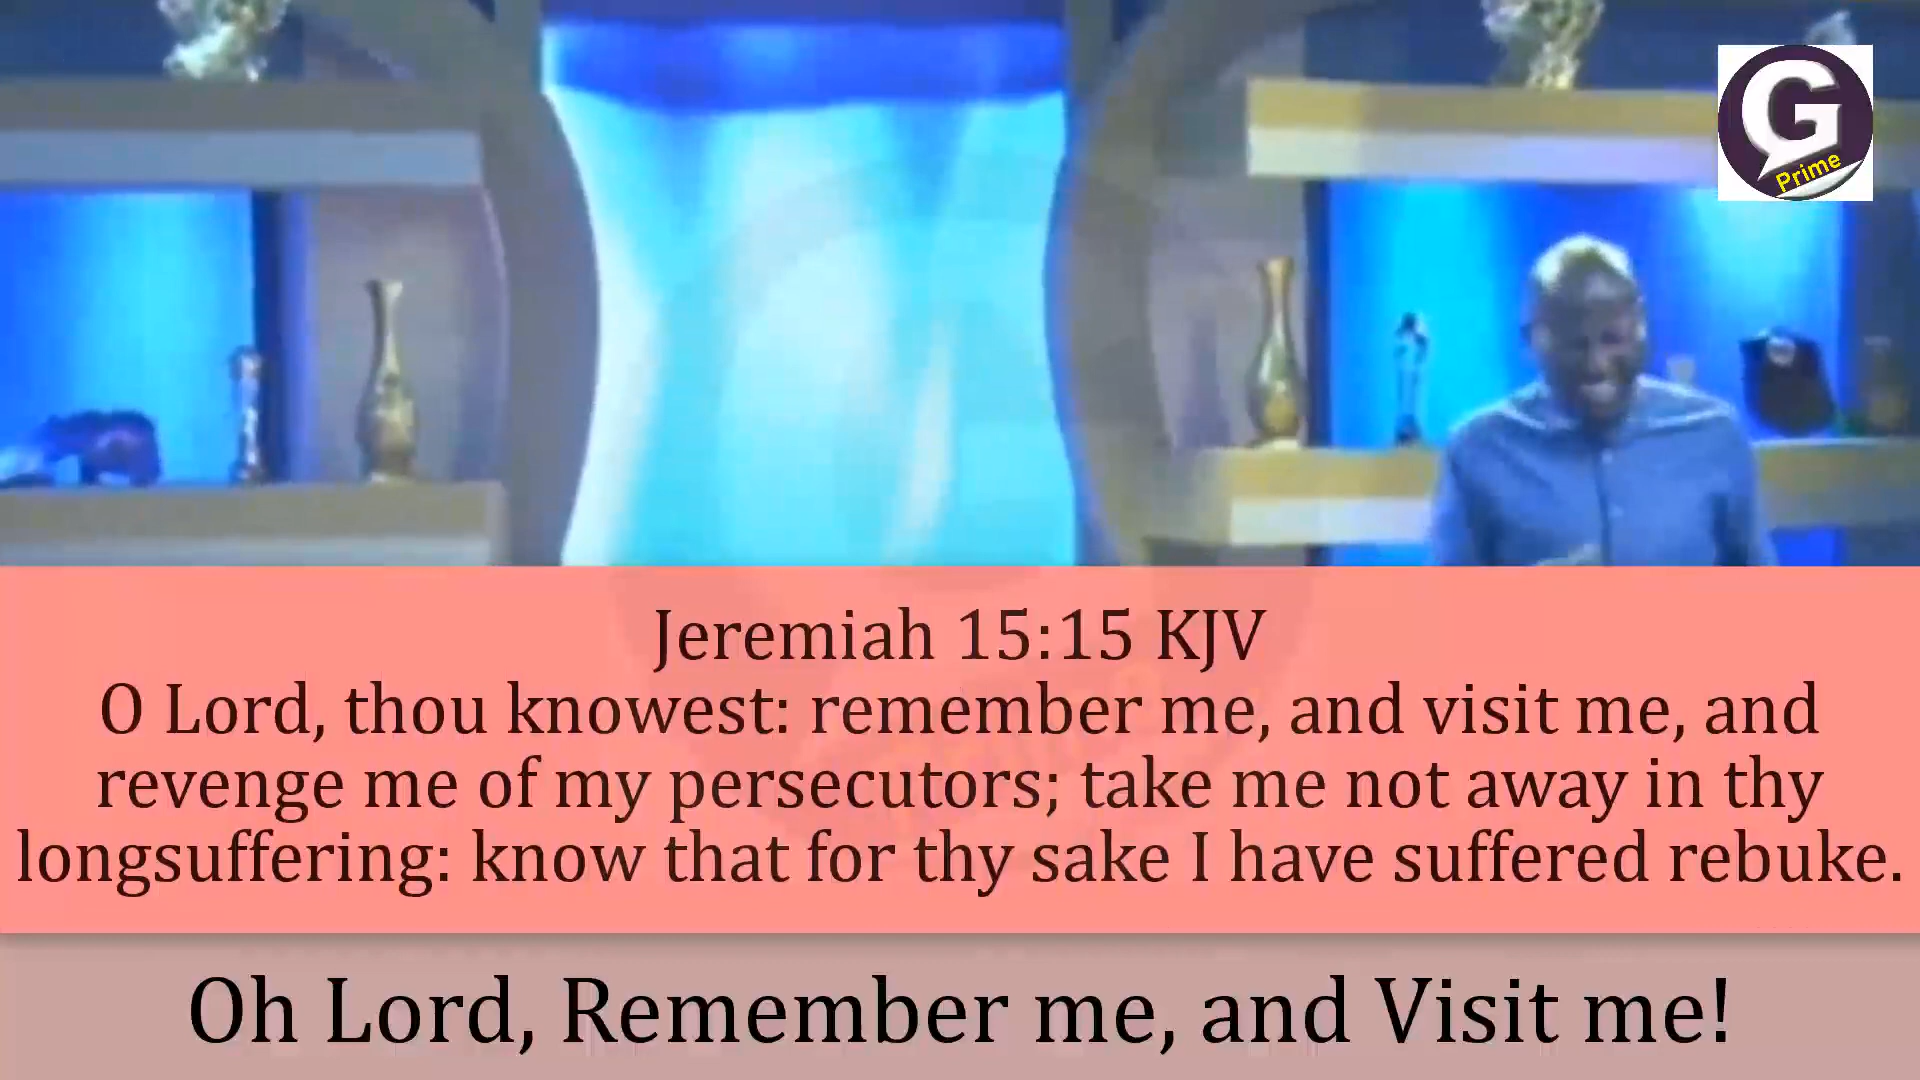 G
Prime
Jeremiah 15:15 KJV
O Lord, thou knowest: remember me, and visit me, and
revenge me of my persecutors; take me not away in thy
longsuffering: know that for thy sake I have suffered rebuke.
Oh Lord, Remember me, and Visit me!